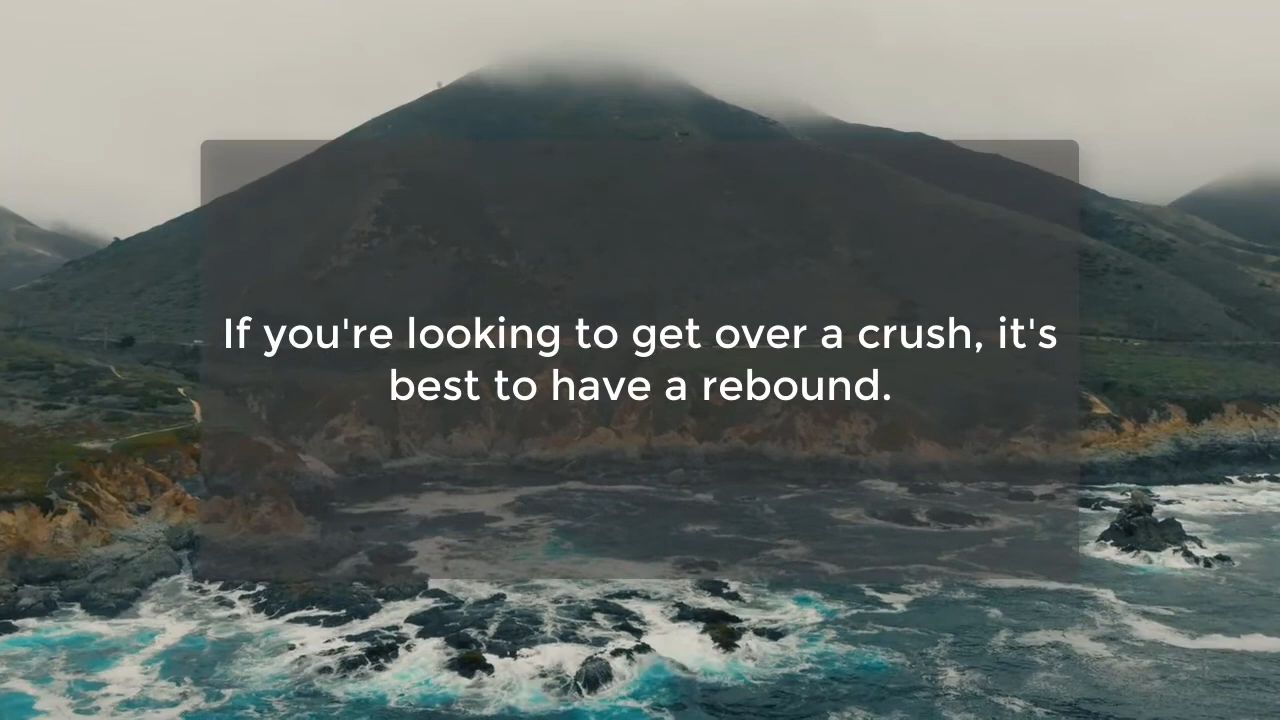 If you're looking to get over a crush, it's
best to have a rebound.